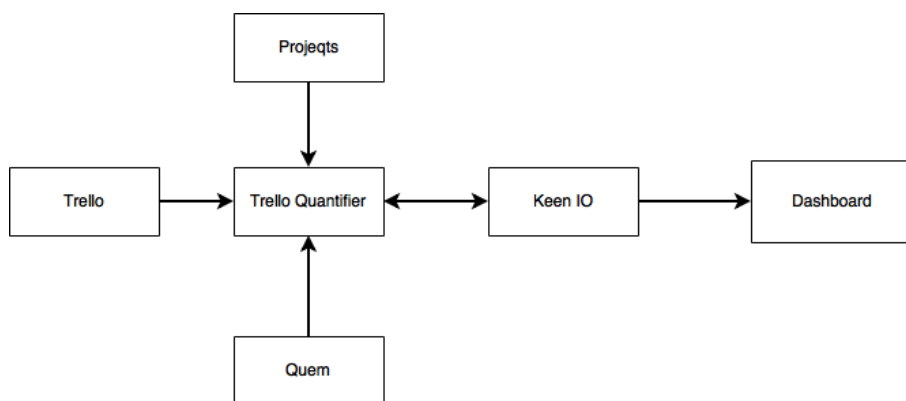 Projeqts
Trello
Trello Quantifier
Keen IO
Dashboard
Quem